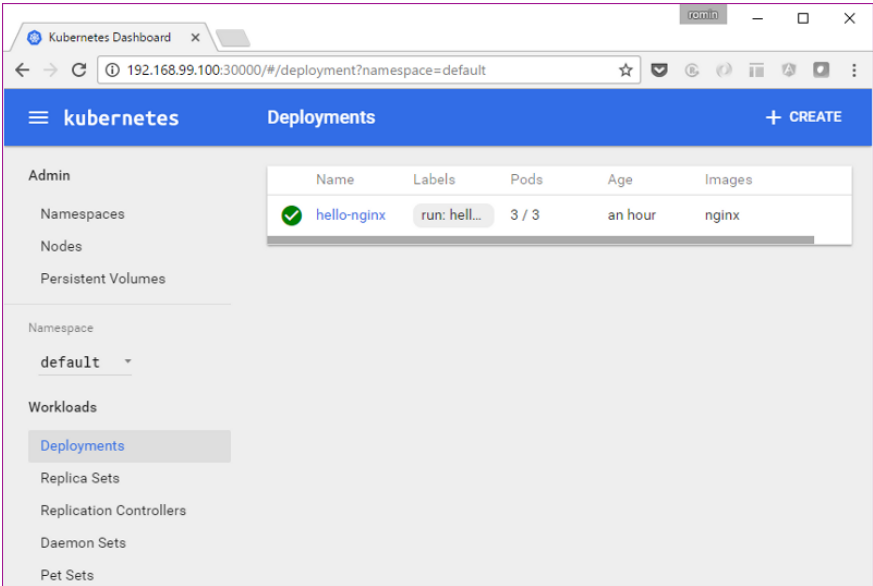 romin
Kubernetes Dashboard
192.168.99.100:30000/#/deployment?namespace=default
kubernetes
Deployments
+ CREATE
Admin
Namespaces
Nodes
Persistent Volumes
Namespace
default
Workloads
Deployments
Replica Sets
Replication Controllers
Daemon Sets
Pet Sets
Name Labels Pods Age Images
hello-nginx run: hell... 3 / 3 an hour nginx